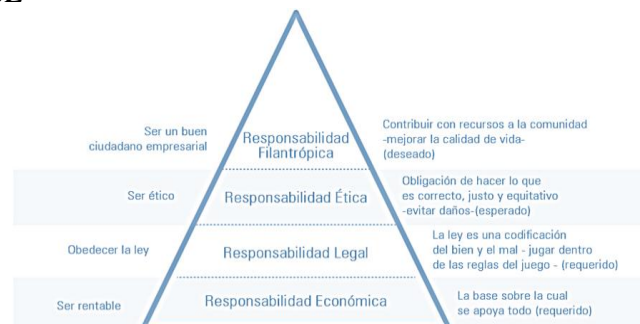 Ser un buen
ciudadano empresarial
Responsabilidad
Filantrópica
Contribuir con recursos a la comunidad
-mejorar la calidad de vida-
(deseado)
Ser ético
Responsabilidad Ética
Obligación de hacer lo que
es correcto, justo y equitativo
-evitar daños-(esperado)
Obedecer la ley
Responsabilidad Legal
La ley es una codificación
del bien y el mal - jugar dentro
de las reglas del juego - (requerido)
Ser rentable
Responsabilidad Económica
La base sobre la cual
se apoya todo (requerido)